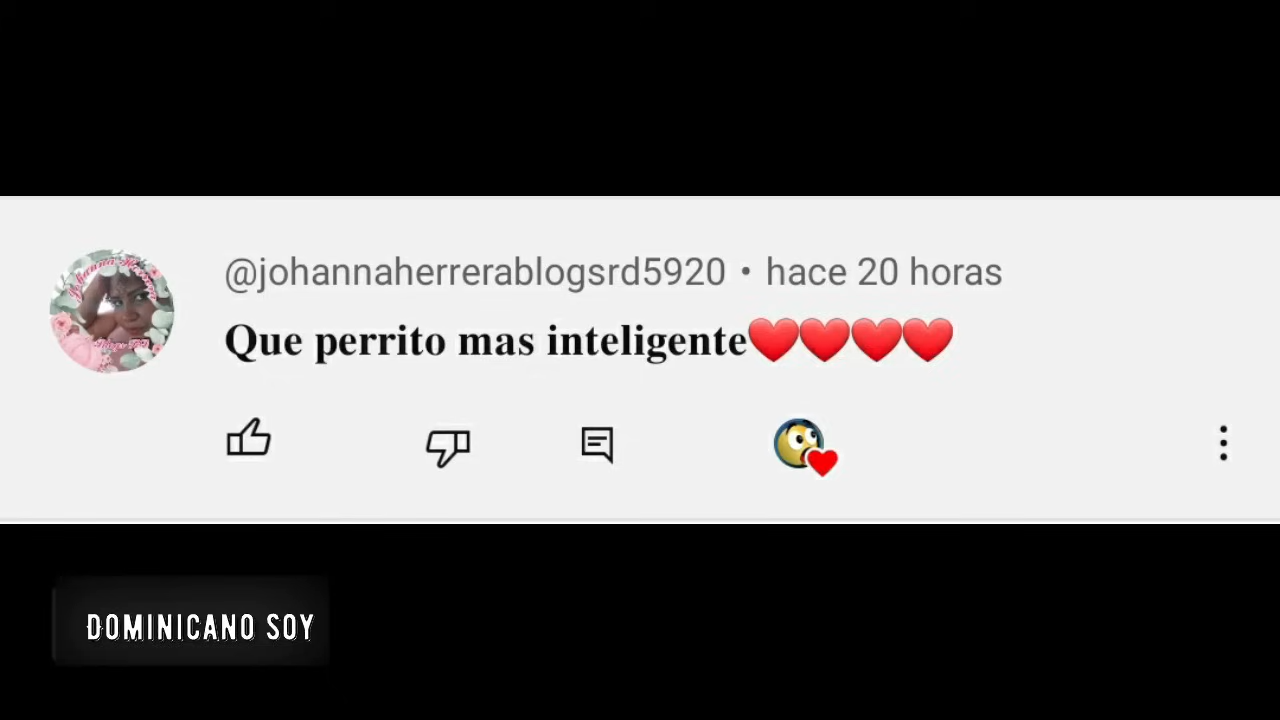 @johannaherrerablogsrd5920 • hace 20 horas
Que perrito mas inteligente❤️❤️❤️❤️
DOMINICANO SOY